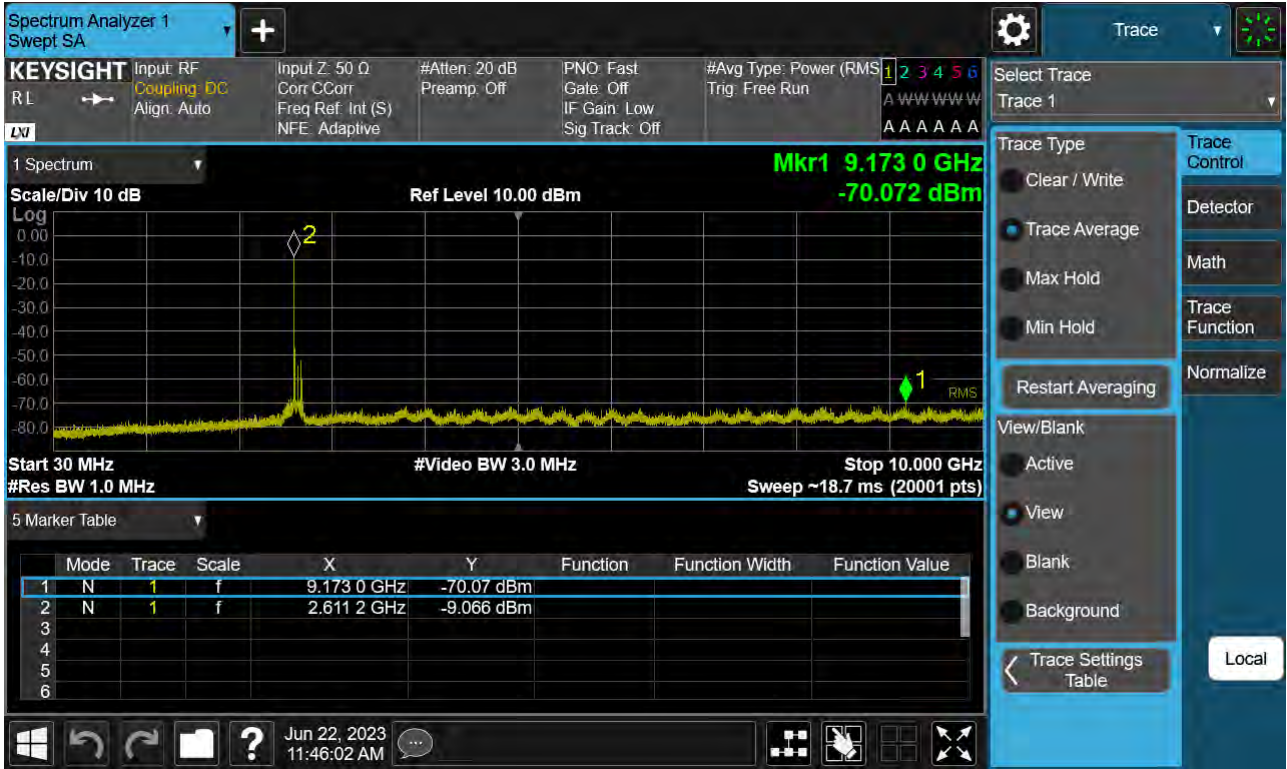 Spectrum Analyzer 1
Swept SA
+
Trace
KEYSIGHT
RL
LXI
Input: RF
Coupling: DC
Align: Auto
Input Z: 50 Ω
Corr CCorr
Freq Ref: Int (S)
NFE: Adaptive
#Atten: 20 dB
Preamp: Off
PNO: Fast
Gate: Off
IF Gain: Low
Sig Track: Off
#Avg Type: Power (RMS
Trig: Free Run
1 2 3 4 5 6
A W W W W W
A A A A A A
Select Trace
Trace 1
1 Spectrum
Mkr1 9.173 0 GHz
-70.072 dBm
Scale/Div 10 dB
Ref Level 10.00 dBm
Log
0.00
-10.0
-20.0
-30.0
-40.0
-50.0
-60.0
-70.0
-80.0
2
1
RMS
Start 30 MHz
#Video BW 3.0 MHz
Stop 10.000 GHz
#Res BW 1.0 MHz
Sweep ~18.7 ms (20001 pts)
5 Marker Table
Mode Trace Scale X Y Function Function Width Function Value
1 N 1 f 9.173 0 GHz -70.07 dBm
2 N 1 f 2.611 2 GHz -9.066 dBm
3
4
5
6
Trace Type
Clear / Write
Trace Average
Max Hold
Min Hold
Restart Averaging
View/Blank
Active
View
Blank
Background
Trace Settings
Table
Trace
Control
Detector
Math
Trace
Function
Normalize
Local
?
Jun 22, 2023
11:46:02 AM